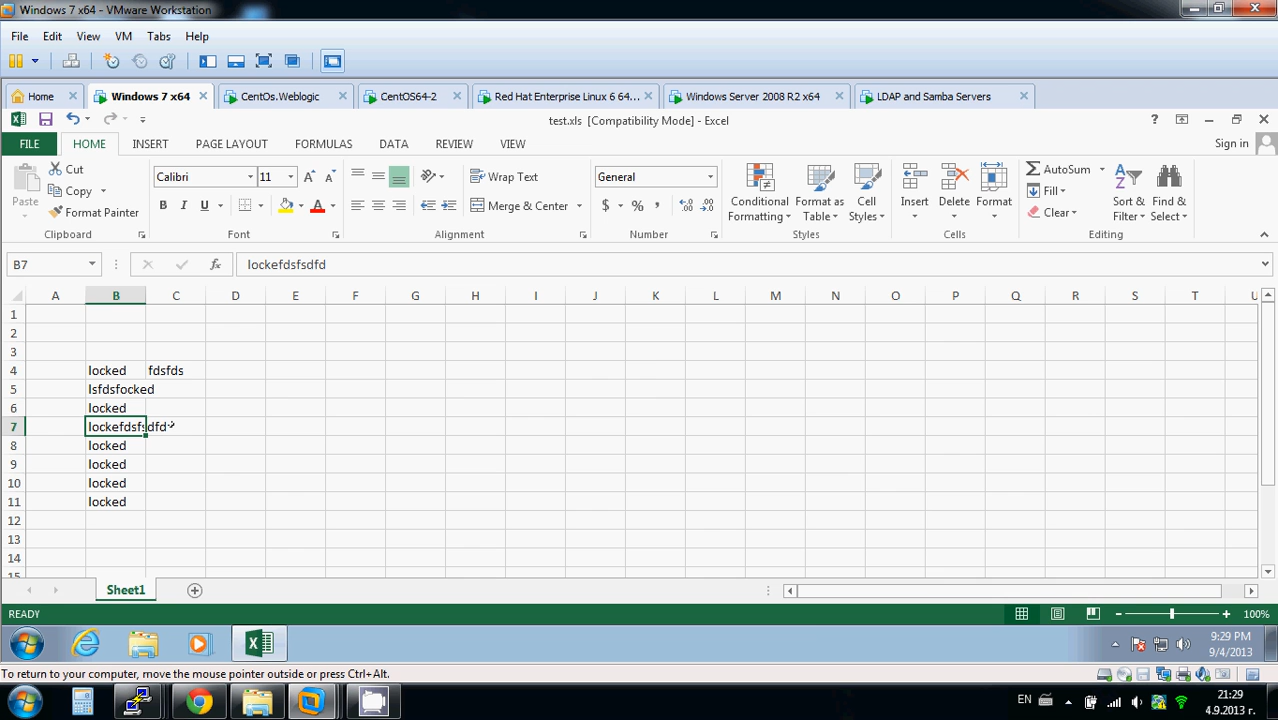 Windows 7 x64 - VMware Workstation
File Edit View VM Tabs Help
Home Windows 7 x64 CentOs.Weblogic CentOS64-2 Red Hat Enterprise Linux 6 64... Windows Server 2008 R2 x64 LDAP and Samba Servers
test.xls [Compatibility Mode] - Excel
?
FILE HOME INSERT PAGE LAYOUT FORMULAS DATA REVIEW VIEW Sign in
Paste Cut Copy Format Painter
Calibri 11
B I U
Wrap Text
Merge & Center
General
$ % ,
Conditional Formatting Format as Table Cell Styles
Insert Delete Format
AutoSum Fill Clear
Sort & Filter Find & Select
Clipboard Font Alignment Number Styles Cells Editing
B7 fx lockefdsfsdfd
A B C D E F G H I J K L M N O P Q R S T U
1
2
3
4 locked fdsfds
5 lsfdsfocked
6 locked
7 lockefdsfsdfd
8 locked
9 locked
10 locked
11 locked
12
13
14
15
Sheet1
READY 100%
9:29 PM
9/4/2013
To return to your computer, move the mouse pointer outside or press Ctrl+Alt.
EN 21:29
4.9.2013 г.